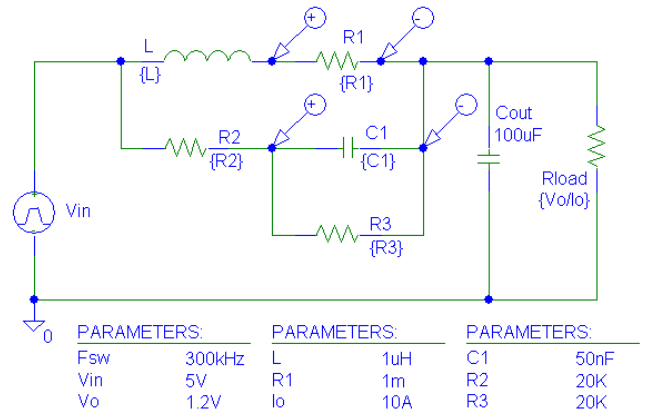 +
-
L
{L}
R1
{R1}
+
-
R2
{R2}
C1
{C1}
Cout
100uF
R3
{R3}
Rload
{Vo/Io}
Vin
0
PARAMETERS: PARAMETERS: PARAMETERS:
Fsw 300kHz L 1uH C1 50nF
Vin 5V R1 1m R2 20K
Vo 1.2V Io 10A R3 20K